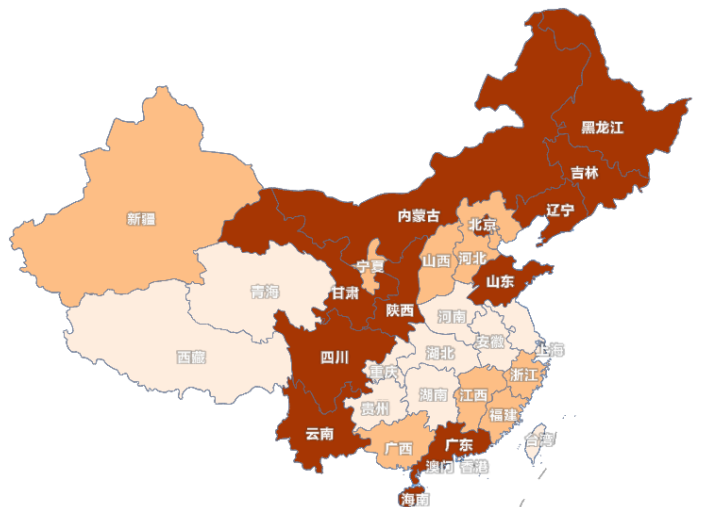 黑龙江
吉林
辽宁
内蒙古
北京
新疆
山西
河北
宁夏
山东
青海
甘肃
陕西
河南
安徽
上海
西藏
四川
湖北
重庆
浙江
湖南
江西
贵州
福建
云南
广西
广东
台湾
澳门
香港
海南